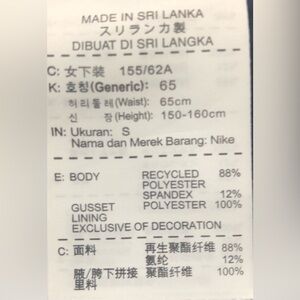 MADE IN SRI LANKA
スリランカ製
DIBUAT DI SRI LANGKA
C: 女下装 155/62A
K: 호칭(Generic): 65
허리둘레(Waist): 65cm
신 장(Height): 150-160cm
IN: Ukuran: S
Nama dan Merek Barang: Nike
E: BODY RECYCLED 88%
POLYESTER
SPANDEX 12%
GUSSET POLYESTER 100%
LINING
EXCLUSIVE OF DECORATION
C: 面料 再生聚酯纤维 88%
氨纶 12%
腋/胯下拼接 聚酯纤维 100%
里料